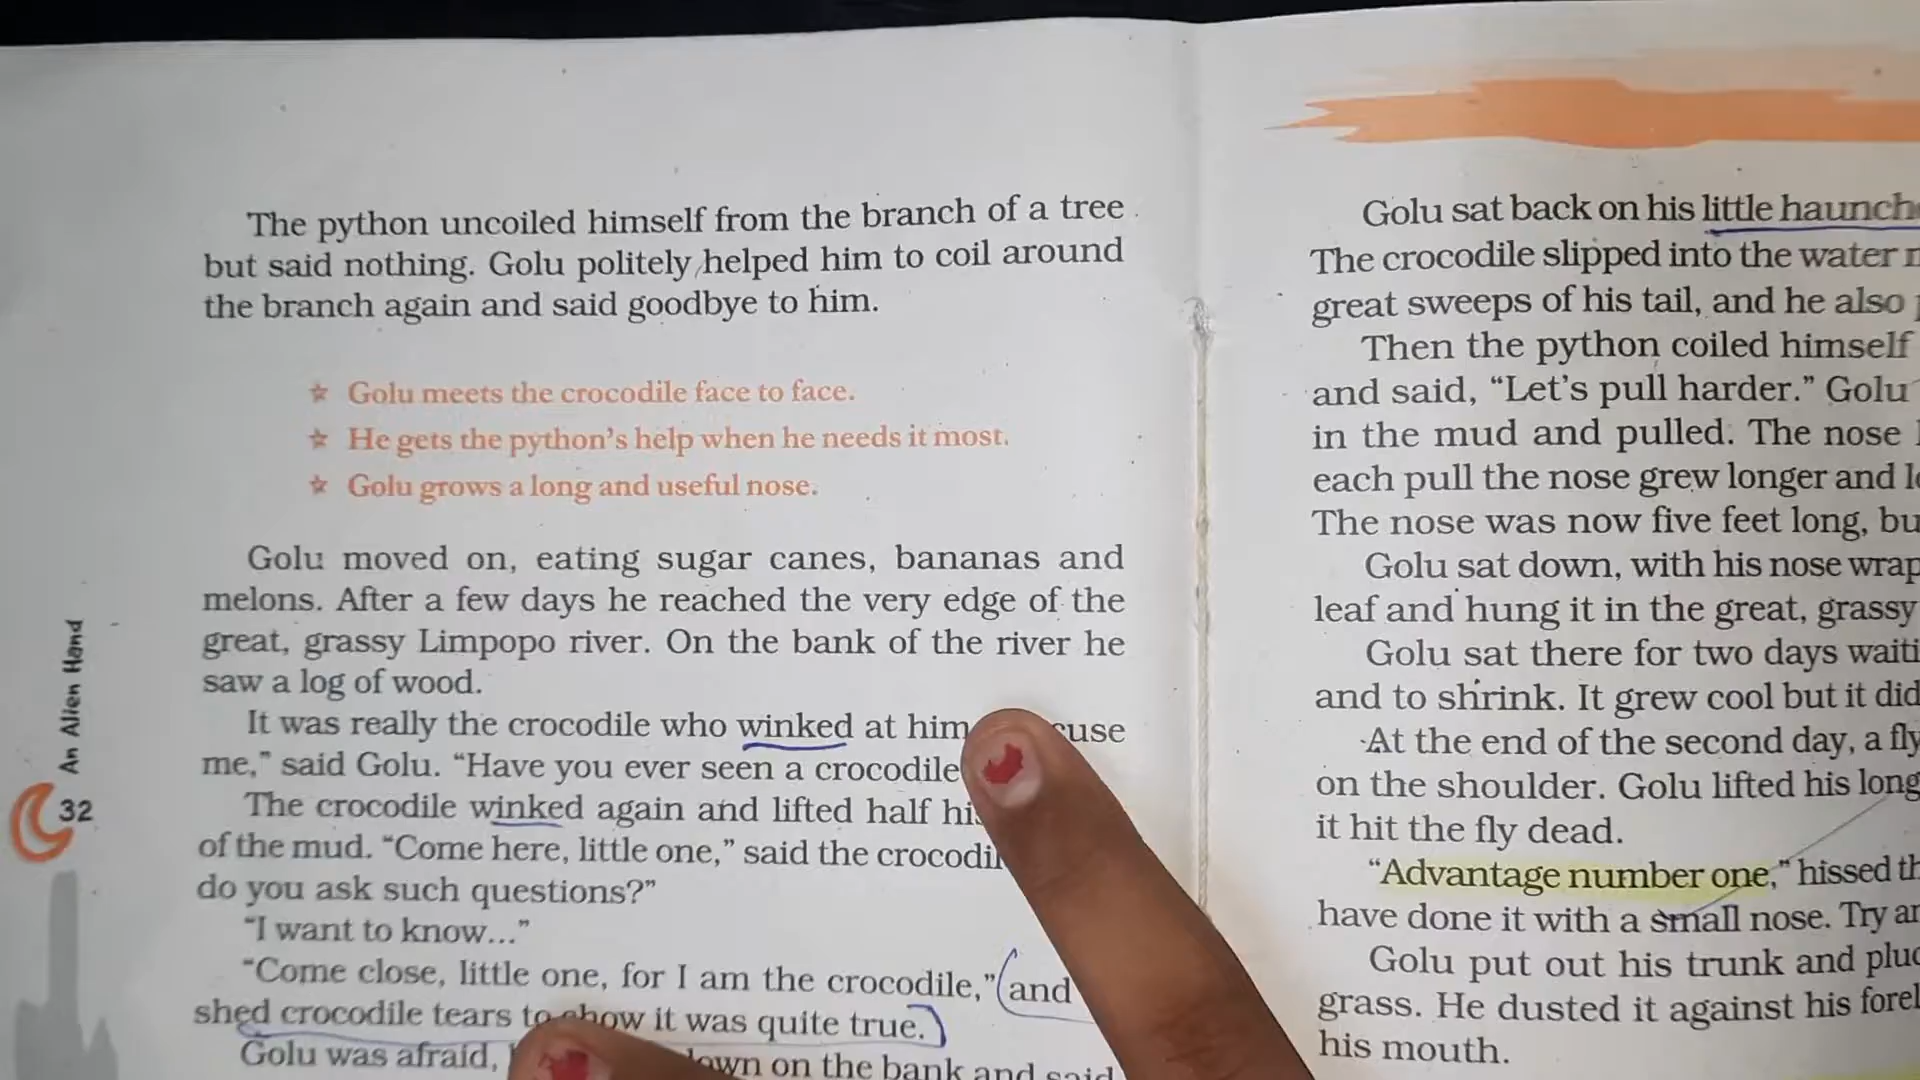 The python uncoiled himself from the branch of a tree
but said nothing. Golu politely helped him to coil around
the branch again and said goodbye to him.
☆ Golu meets the crocodile face to face.
☆ He gets the python's help when he needs it most.
☆ Golu grows a long and useful nose.
Golu moved on, eating sugar canes, bananas and
melons. After a few days he reached the very edge of the
great, grassy Limpopo river. On the bank of the river he
saw a log of wood.
It was really the crocodile who winked at him
me,” said Golu. “Have you ever seen a crocodile
The crocodile winked again and lifted half
of the mud. “Come here, little one,” said the
do you ask such questions?”
“I want to know...”
“Come close, little one, for I am the crocodile,” and
shed crocodile tears to show it was quite true.
Golu was afraid, down on the bank and said
An Alien Hand
32
Golu sat back on his little
The crocodile slipped into the water
great sweeps of his tail, and he also
Then the python coiled himself
and said, “Let's pull harder.” Golu
in the mud and pulled. The nose
each pull the nose grew longer and
The nose was now five feet long,
Golu sat down, with his nose
leaf and hung it in the great, grassy
Golu sat there for two days
and to shrink. It grew cool but it
At the end of the second day, a fly
on the shoulder. Golu lifted his long
it hit the fly dead.
“Advantage number one,” hissed
have done it with a small nose. Try
Golu put out his trunk and
grass. He dusted it against his
his mouth.